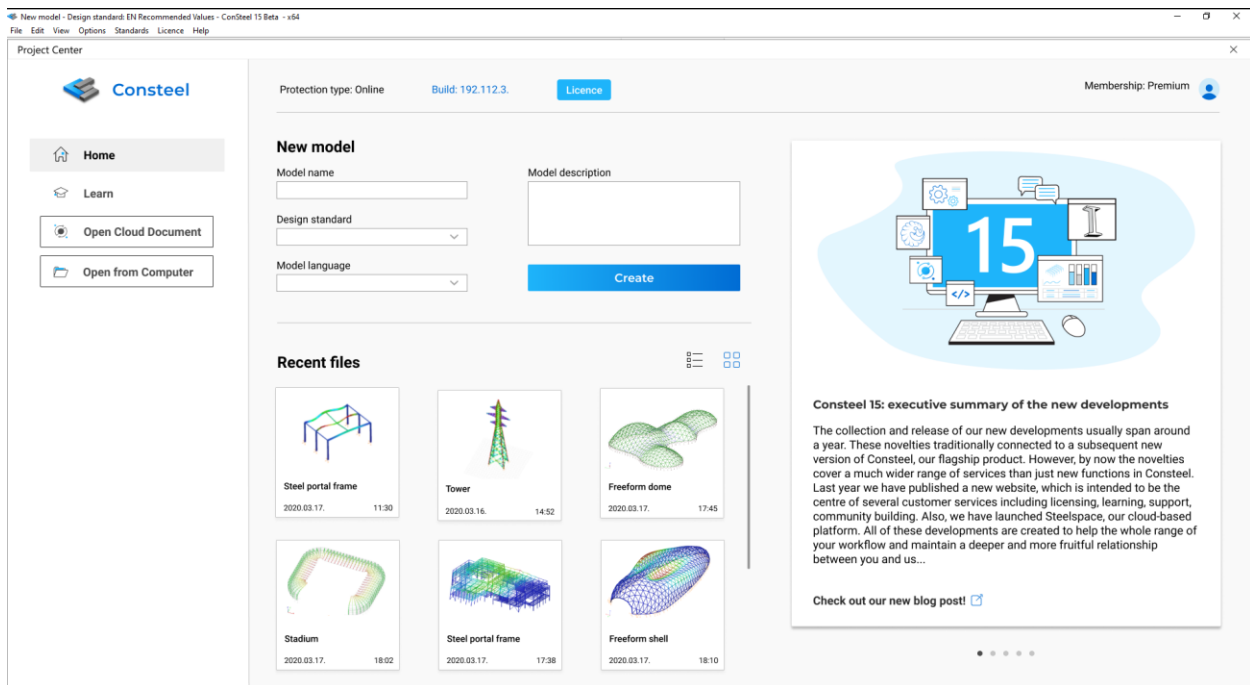 New model - Design standard: EN Recommended Values - ConSteel 15 Beta - x64
File Edit View Options Standards Licence Help
Project Center
Consteel
Home
Learn
Open Cloud Document
Open from Computer
Protection type: Online Build: 192.112.3. Licence Membership: Premium
New model
Model name
Model description
Design standard
Model language
Create
Recent files
Steel portal frame
2020.03.17. 11:30
Tower
2020.03.16. 14:52
Freeform dome
2020.03.17. 17:45
Stadium
2020.03.17. 18:02
Steel portal frame
2020.03.17. 17:38
Freeform shell
2020.03.17. 18:10
15
</>
Consteel 15: executive summary of the new developments
The collection and release of our new developments usually span around
a year. These novelties traditionally connected to a subsequent new
version of Consteel, our flagship product. However, by now the novelties
cover a much wider range of services than just new functions in Consteel.
Last year we have published a new website, which is intended to be the
centre of several customer services including licensing, learning, support,
community building. Also, we have launched Steelspace, our cloud-based
platform. All of these developments are created to help the whole range of
your workflow and maintain a deeper and more fruitful relationship
between you and us...
Check out our new blog post!